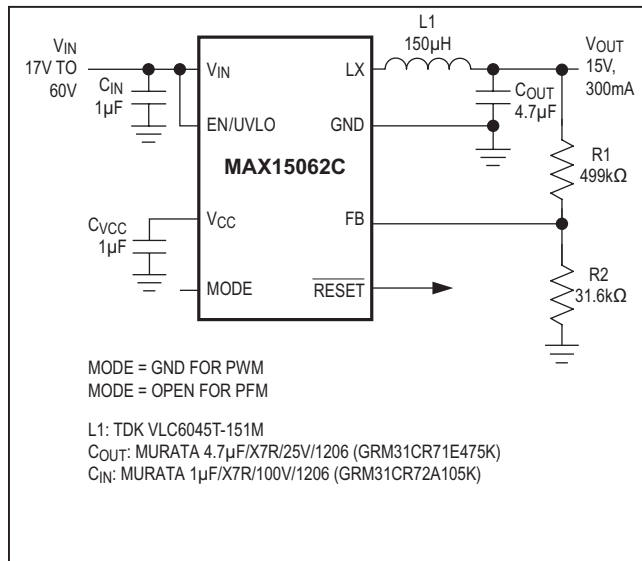 L1
150µH
VIN
17V TO
60V
CIN
1µF
VIN
LX
VOUT
15V,
300mA
COUT
4.7µF
EN/UVLO
GND
MAX15062C
R1
499kΩ
CVCC
1µF
VCC
FB
MODE
RESET
R2
31.6kΩ
MODE = GND FOR PWM
MODE = OPEN FOR PFM
L1: TDK VLC6045T-151M
COUT: MURATA 4.7µF/X7R/25V/1206 (GRM31CR71E475K)
CIN: MURATA 1µF/X7R/100V/1206 (GRM31CR72A105K)